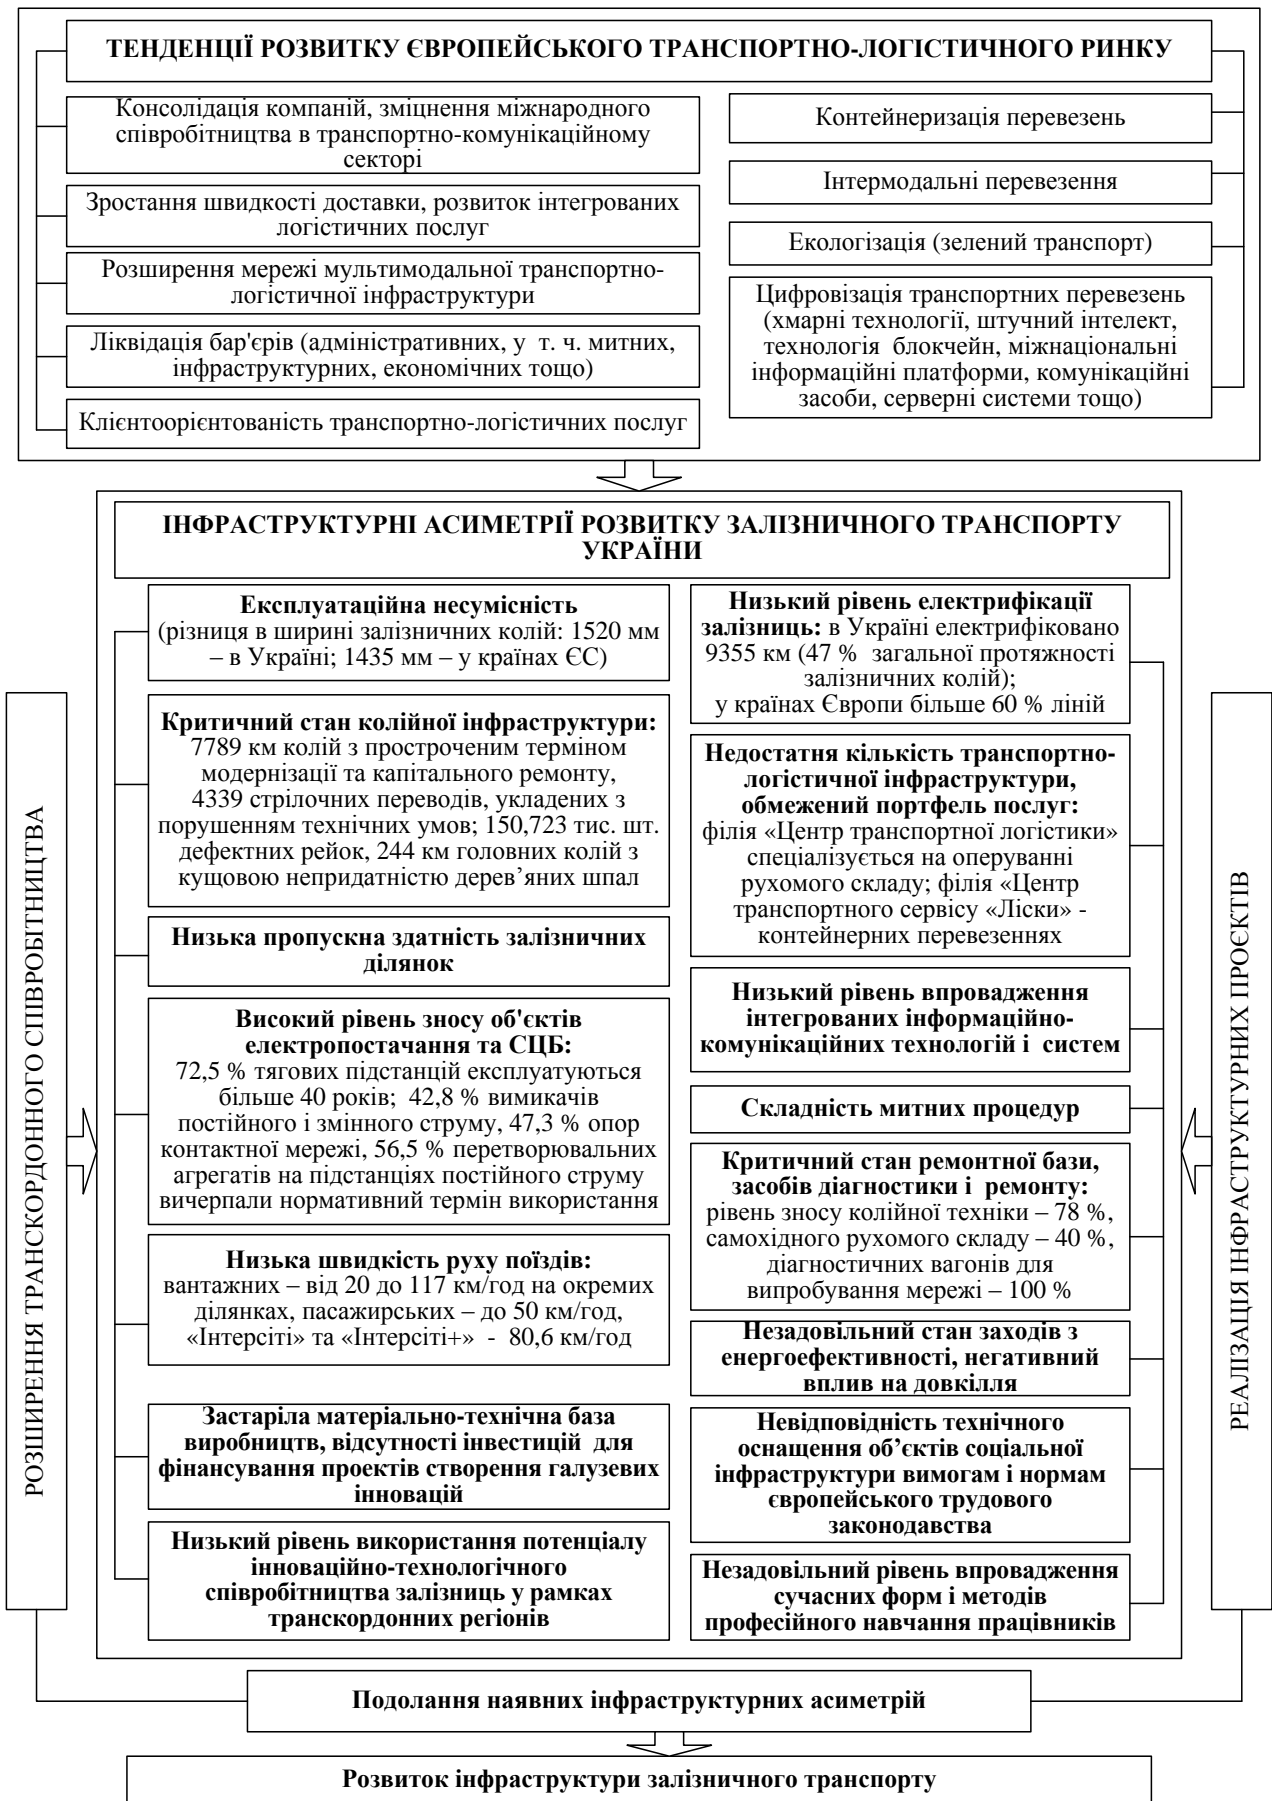 ТЕНДЕНЦІЇ РОЗВИТКУ ЄВРОПЕЙСЬКОГО ТРАНСПОРТНО-ЛОГІСТИЧНОГО РИНКУ
Консолідація компаній, зміцнення міжнародного
співробітництва в транспортно-комунікаційному
секторі
Зростання швидкості доставки, розвиток інтегрованих
логістичних послуг
Розширення мережі мультимодальної транспортно-
логістичної інфраструктури
Ліквідація бар'єрів (адміністративних, у т. ч. митних,
інфраструктурних, економічних тощо)
Клієнтоорієнтованість транспортно-логістичних послуг
Контейнеризація перевезень
Інтермодальні перевезення
Екологізація (зелений транспорт)
Цифровізація транспортних перевезень
(хмарні технології, штучний інтелект,
технологія блокчейн, міжнаціональні
інформаційні платформи, комунікаційні
засоби, серверні системи тощо)
ІНФРАСТРУКТУРНІ АСИМЕТРІЇ РОЗВИТКУ ЗАЛІЗНИЧНОГО ТРАНСПОРТУ
УКРАЇНИ
РОЗШИРЕННЯ ТРАНСКОРДОННОГО СПІВРОБІТНИЦТВА
Експлуатаційна несумісність
(різниця в ширині залізничних колій: 1520 мм
– в Україні; 1435 мм – у країнах ЄС)
Критичний стан колійної інфраструктури:
7789 км колій з простроченим терміном
модернізації та капітального ремонту,
4339 стрілочних переводів, укладених з
порушенням технічних умов; 150,723 тис. шт.
дефектних рейок, 244 км головних колій з
кущовою непридатністю дерев’яних шпал
Низька пропускна здатність залізничних
ділянок
Високий рівень зносу об'єктів
електропостачання та СЦБ:
72,5 % тягових підстанцій експлуатуються
більше 40 років; 42,8 % вимикачів
постійного і змінного струму, 47,3 % опор
контактної мережі, 56,5 % перетворювальних
агрегатів на підстанціях постійного струму
вичерпали нормативний термін використання
Низька швидкість руху поїздів:
вантажних – від 20 до 117 км/год на окремих
ділянках, пасажирських – до 50 км/год,
«Інтерсіті» та «Інтерсіті+» - 80,6 км/год
Застаріла матеріально-технічна база
виробництв, відсутності інвестицій для
фінансування проектів створення галузевих
інновацій
Низький рівень використання потенціалу
інноваційно-технологічного
співробітництва залізниць у рамках
транскордонних регіонів
Низький рівень електрифікації
залізниць: в Україні електрифіковано
9355 км (47 % загальної протяжності
залізничних колій);
у країнах Європи більше 60 % ліній
Недостатня кількість транспортно-
логістичної інфраструктури,
обмежений портфель послуг:
філія «Центр транспортної логістики»
спеціалізується на оперуванні
рухомого складу; філія «Центр
транспортного сервісу «Ліски» -
контейнерних перевезеннях
Низький рівень впровадження
інтегрованих інформаційно-
комунікаційних технологій і систем
Складність митних процедур
Критичний стан ремонтної бази,
засобів діагностики і ремонту:
рівень зносу колійної техніки – 78 %,
самохідного рухомого складу – 40 %,
діагностичних вагонів для
випробування мережі – 100 %
Незадовільний стан заходів з
енергоефективності, негативний
вплив на довкілля
Невідповідність технічного
оснащення об’єктів соціальної
інфраструктури вимогам і нормам
європейського трудового
законодавства
Незадовільний рівень впровадження
сучасних форм і методів
професійного навчання працівників
РЕАЛІЗАЦІЯ ІНФРАСТРУКТУРНИХ ПРОЄКТІВ
Подолання наявних інфраструктурних асиметрій
Розвиток інфраструктури залізничного транспорту